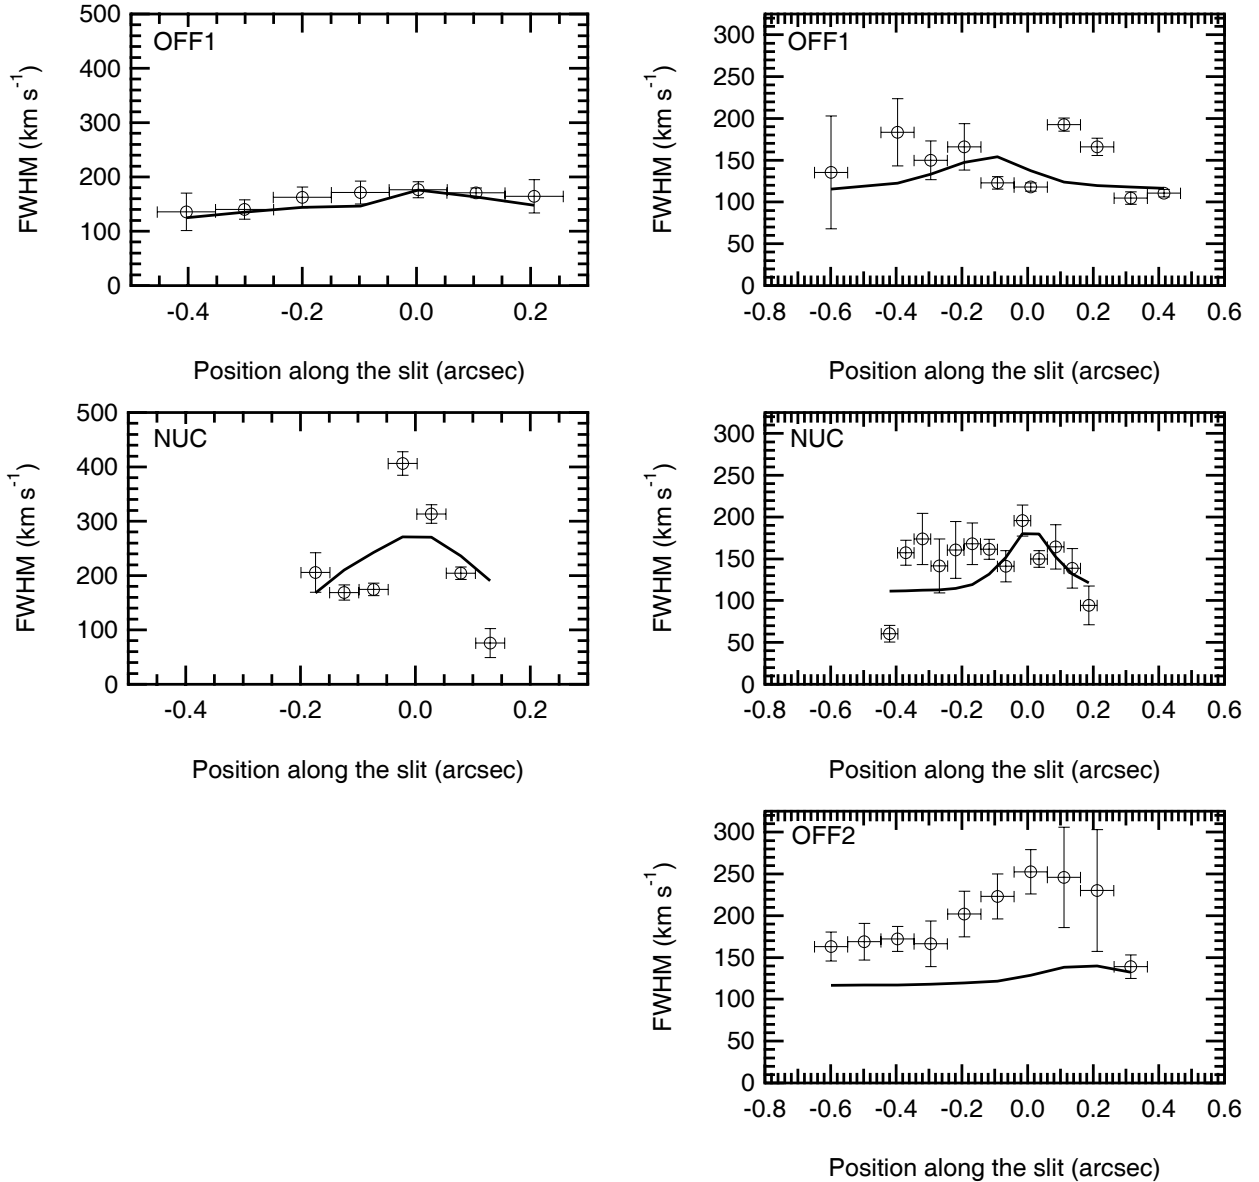 OFF1
500
400
300
200
100
0
FWHM (km s-1)
-0.4 -0.2 0.0 0.2
Position along the slit (arcsec)
OFF1
300
250
200
150
100
50
0
FWHM (km s-1)
-0.8 -0.6 -0.4 -0.2 0.0 0.2 0.4 0.6
Position along the slit (arcsec)
NUC
500
400
300
200
100
0
FWHM (km s-1)
-0.4 -0.2 0.0 0.2
Position along the slit (arcsec)
NUC
300
250
200
150
100
50
0
FWHM (km s-1)
-0.8 -0.6 -0.4 -0.2 0.0 0.2 0.4 0.6
Position along the slit (arcsec)
OFF2
300
250
200
150
100
50
0
FWHM (km s-1)
-0.8 -0.6 -0.4 -0.2 0.0 0.2 0.4 0.6
Position along the slit (arcsec)